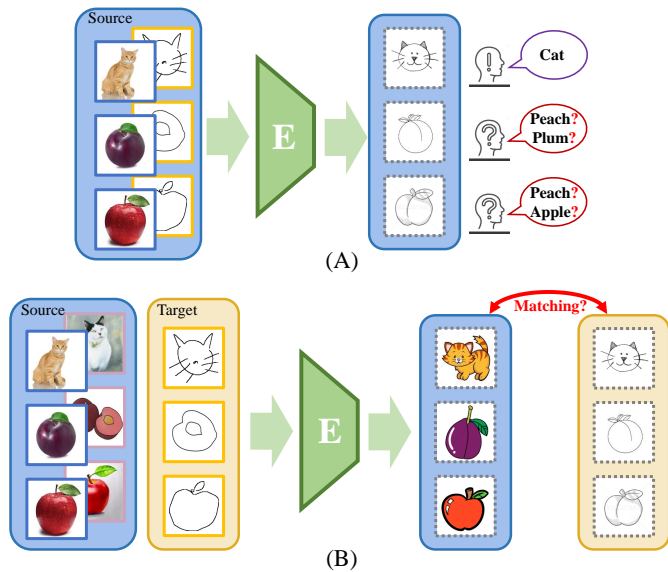 Source
E
Cat
Peach?
Plum?
Peach?
Apple?
(A)
Source
Target
E
Matching?
(B)